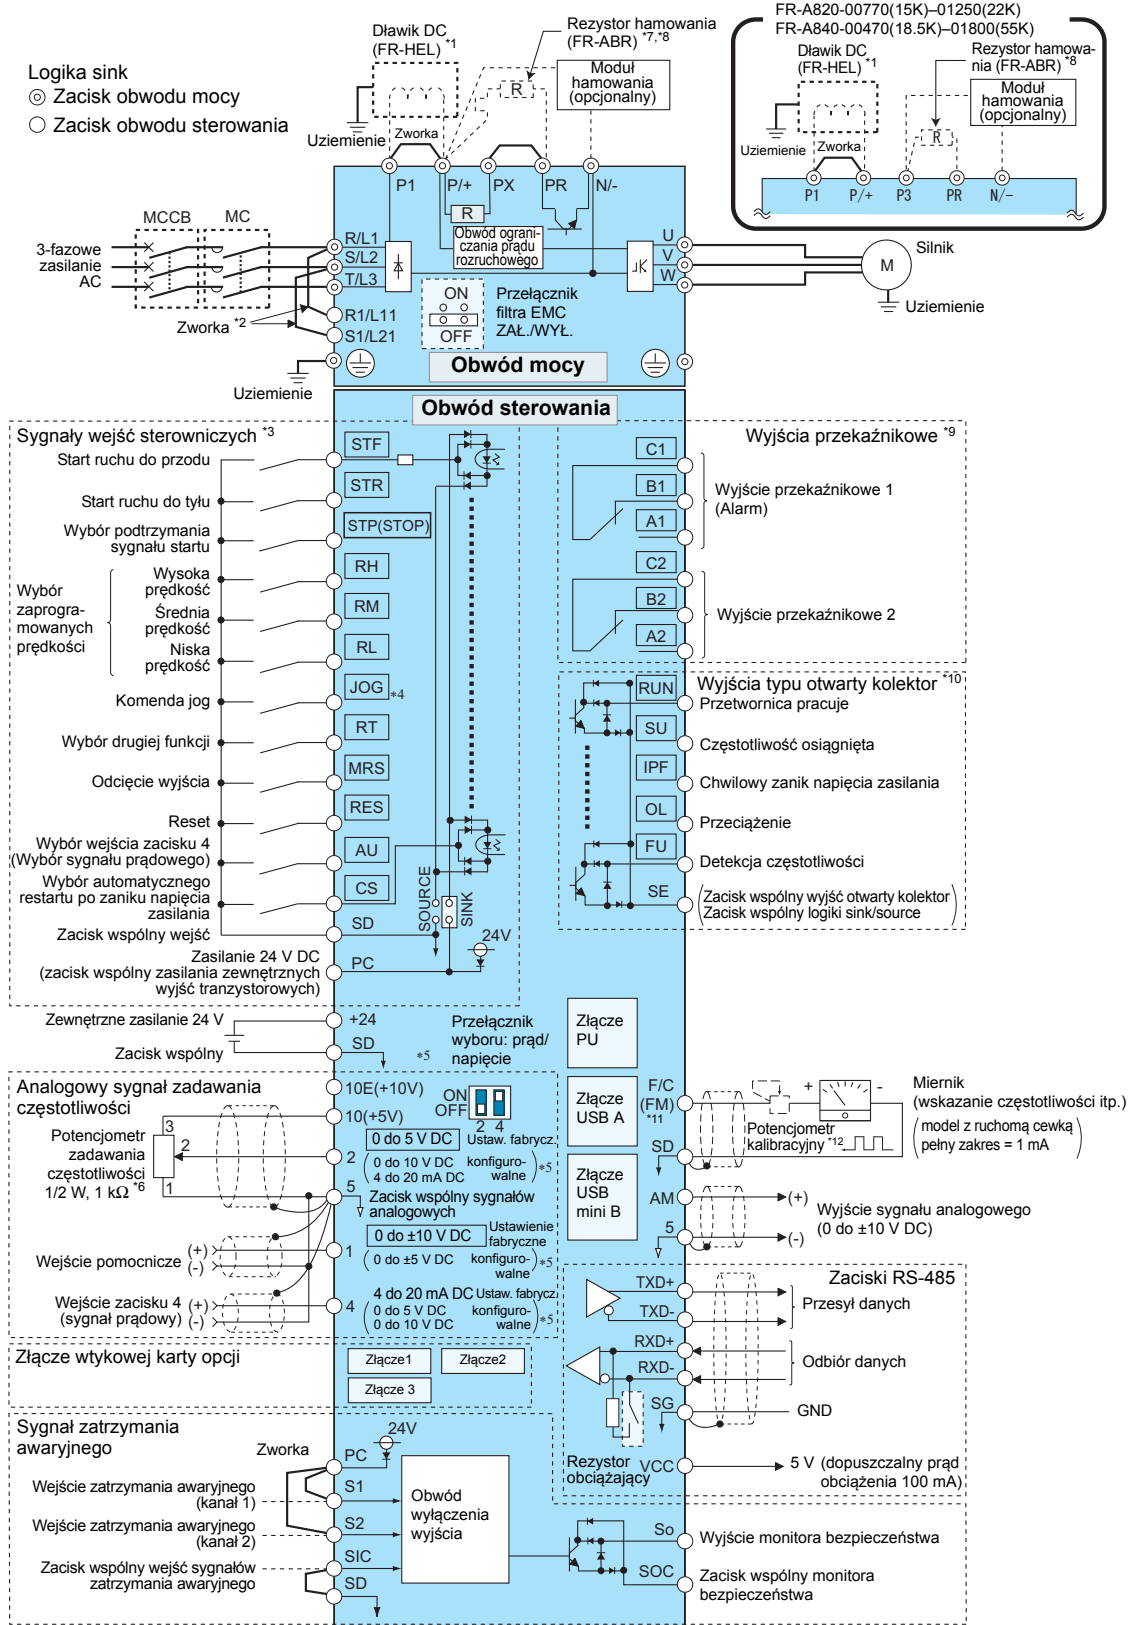 FR-A820-00770(15K)–01250(22K)
FR-A840-00470(18.5K)–01800(55K)
Dławik DC
(FR-HEL) *1
Rezystor hamowa-
nia (FR-ABR) *8
Moduł
hamowania
(opcjonalny)
R
Uziemienie
Zworka
P1
P/+
P3
PR
N/-
Logika sink
Zacisk obwodu mocy
Zacisk obwodu sterowania
Dławik DC
(FR-HEL) *1
Rezystor hamowania
(FR-ABR) *7,*8
Moduł
hamowania
(opcjonalny)
R
Uziemienie
Zworka
P1
P/+
PX
PR
N/-
R
Obwód ograni-
czania prądu
rozruchowego
MCCB
MC
3-fazowe
zasilanie
AC
R/L1
S/L2
T/L3
R1/L11
S1/L21
Zworka *2
Uziemienie
ON
OFF
Przełącznik
filtra EMC
ZAŁ./WYŁ.
U
V
W
Silnik
M
Uziemienie
Obwód mocy
Obwód sterowania
Sygnały wejść sterowniczych *3
Start ruchu do przodu
STF
Start ruchu do tyłu
STR
Wybór podtrzymania
sygnału startu
STP(STOP)
Wybór
zaprogra-
mowanych
prędkości
Wysoka
prędkość
RH
Średnia
prędkość
RM
Niska
prędkość
RL
Komenda jog
JOG *4
Wybór drugiej funkcji
RT
Odcięcie wyjścia
MRS
Reset
RES
Wybór wejścia zacisku 4
(Wybór sygnału prądowego)
AU
Wybór automatycznego
restartu po zaniku napięcia
zasilania
CS
Zacisk wspólny wejść
SD
SOURCE
SINK
24V
Zasilanie 24 V DC
(zacisk wspólny zasilania zewnętrznych
wyjść tranzystorowych)
PC
Wyjścia przekaźnikowe *9
C1
B1
A1
Wyjście przekaźnikowe 1
(Alarm)
C2
B2
A2
Wyjście przekaźnikowe 2
Wyjścia typu otwarty kolektor *10
RUN
Przetwornica pracuje
SU
Częstotliwość osiągnięta
IPF
Chwilowy zanik napięcia zasilania
OL
Przeciążenie
FU
Detekcja częstotliwości
SE
(Zacisk wspólny wyjść otwarty kolektor
Zacisk wspólny logiki sink/source)
Zewnętrzne zasilanie 24 V
+24
Zacisk wspólny
SD
*5
Przełącznik
wyboru: prąd/
napięcie
Złącze
PU
Złącze
USB A
Złącze
USB
mini B
Analogowy sygnał zadawania
częstotliwości
10E(+10V)
10(+5V)
ON
OFF
2 4
3
2
1
Potencjometr
zadawania
częstotliwości
1/2 W, 1 kΩ *6
2
0 do 5 V DC
Ustaw. fabrycz.
(0 do 10 V DC
4 do 20 mA DC
konfiguro-
walne) *5
5
Zacisk wspólny sygnałów
analogowych
Wejście pomocnicze
(+)
(-)
1
0 do ±10 V DC
Ustawienie
fabryczne
(0 do ±5 V DC
konfiguro-
walne) *5
Wejście zacisku 4
(sygnał prądowy)
(+)
(-)
4
4 do 20 mA DC
Ustaw. fabrycz.
(0 do 5 V DC
0 do 10 V DC
konfiguro-
walne) *5
F/C
(FM)
*11
SD
+
-
Miernik
(wskazanie częstotliwości itp.)
(model z ruchomą cewką
pełny zakres = 1 mA)
Potencjometr
kalibracyjny *12
AM
5
(+)
(-)
Wyjście sygnału analogowego
(0 do ±10 V DC)
Zaciski RS-485
TXD+
TXD-
Przesył danych
RXD+
RXD-
Odbiór danych
SG
GND
Rezystor
obciążający
VCC
5 V (dopuszczalny prąd
obciążenia 100 mA)
Złącze wtykowej karty opcji
Złącze1
Złącze2
Złącze 3
Sygnał zatrzymania
awaryjnego
Zworka
24V
PC
Wejście zatrzymania awaryjnego
(kanał 1)
S1
Wejście zatrzymania awaryjnego
(kanał 2)
S2
Zacisk wspólny wejść sygnałów
zatrzymania awaryjnego
SIC
SD
Obwód
wyłączenia
wyjścia
So
Wyjście monitora bezpieczeństwa
SOC
Zacisk wspólny monitora
bezpieczeństwa